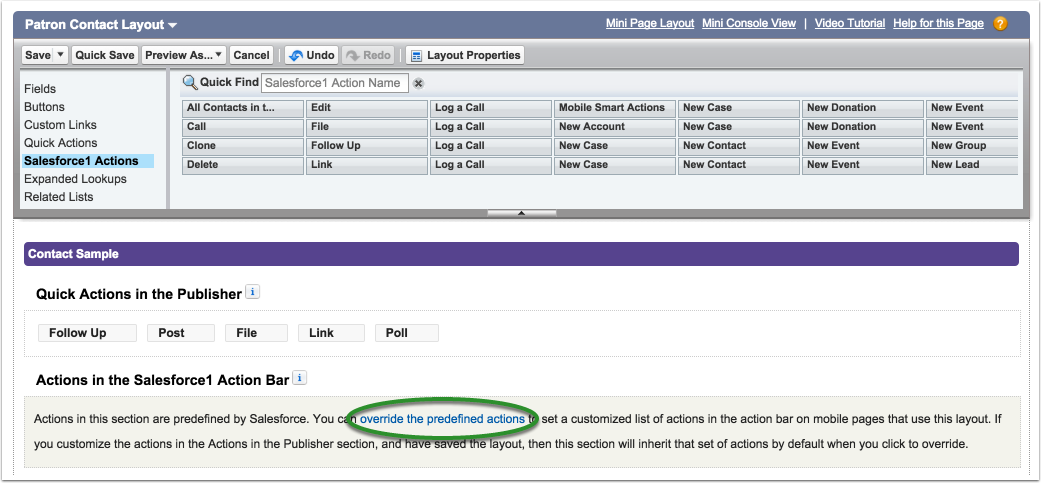 Patron Contact Layout
Mini Page Layout Mini Console View | Video Tutorial Help for this Page ?
Save Quick Save Preview As... Cancel Undo Redo Layout Properties
Fields
Buttons
Custom Links
Quick Actions
Salesforce1 Actions
Expanded Lookups
Related Lists
Quick Find Salesforce1 Action Name
All Contacts in t... Edit Log a Call Mobile Smart Actions New Case New Donation New Event
Call File Log a Call New Account New Case New Donation New Event
Clone Follow Up Log a Call New Case New Contact New Event New Group
Delete Link Log a Call New Case New Contact New Event New Lead
Contact Sample
Quick Actions in the Publisher i
Follow Up Post File Link Poll
Actions in the Salesforce1 Action Bar i
Actions in this section are predefined by Salesforce. You can override the predefined actions to set a customized list of actions in the action bar on mobile pages that use this layout. If
you customize the actions in the Actions in the Publisher section, and have saved the layout, then this section will inherit that set of actions by default when you click to override.